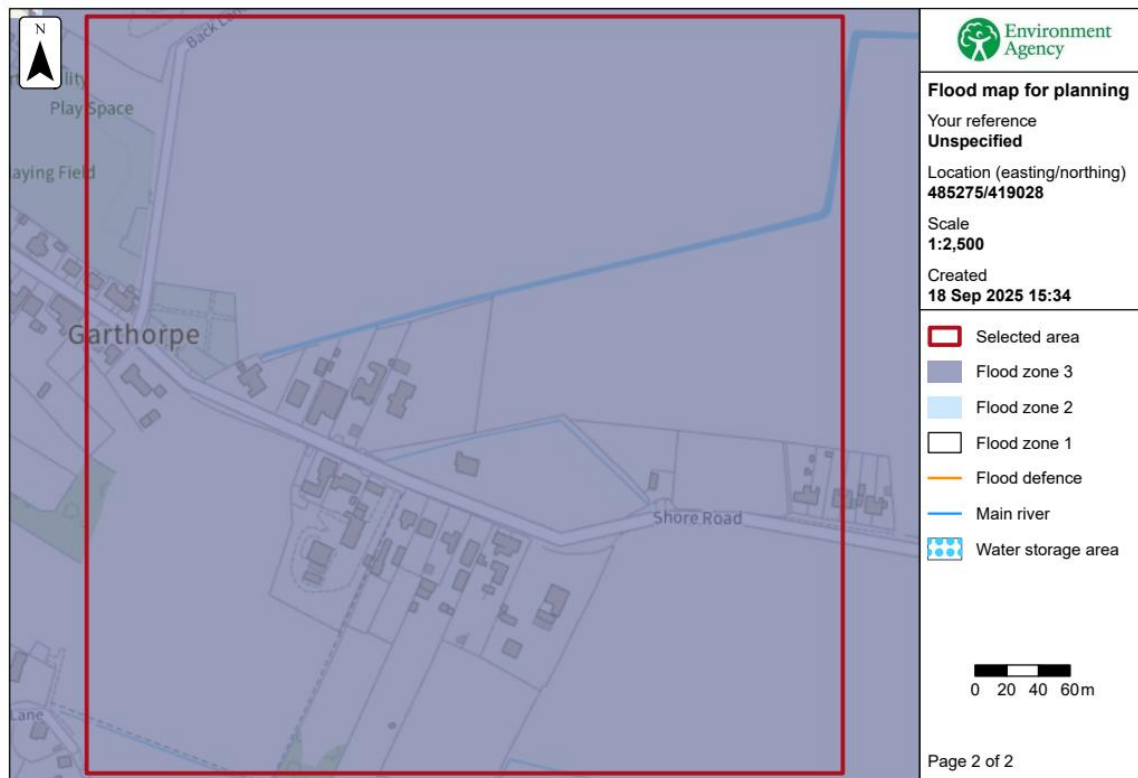 N
Back Lane
Play Space
Garthorpe
Shore Road
Lane
Environment
Agency
Flood map for planning
Your reference
Unspecified
Location (easting/northing)
485275/419028
Scale
1:2,500
Created
18 Sep 2025 15:34
Selected area
Flood zone 3
Flood zone 2
Flood zone 1
Flood defence
Main river
Water storage area
0 20 40 60m
Page 2 of 2